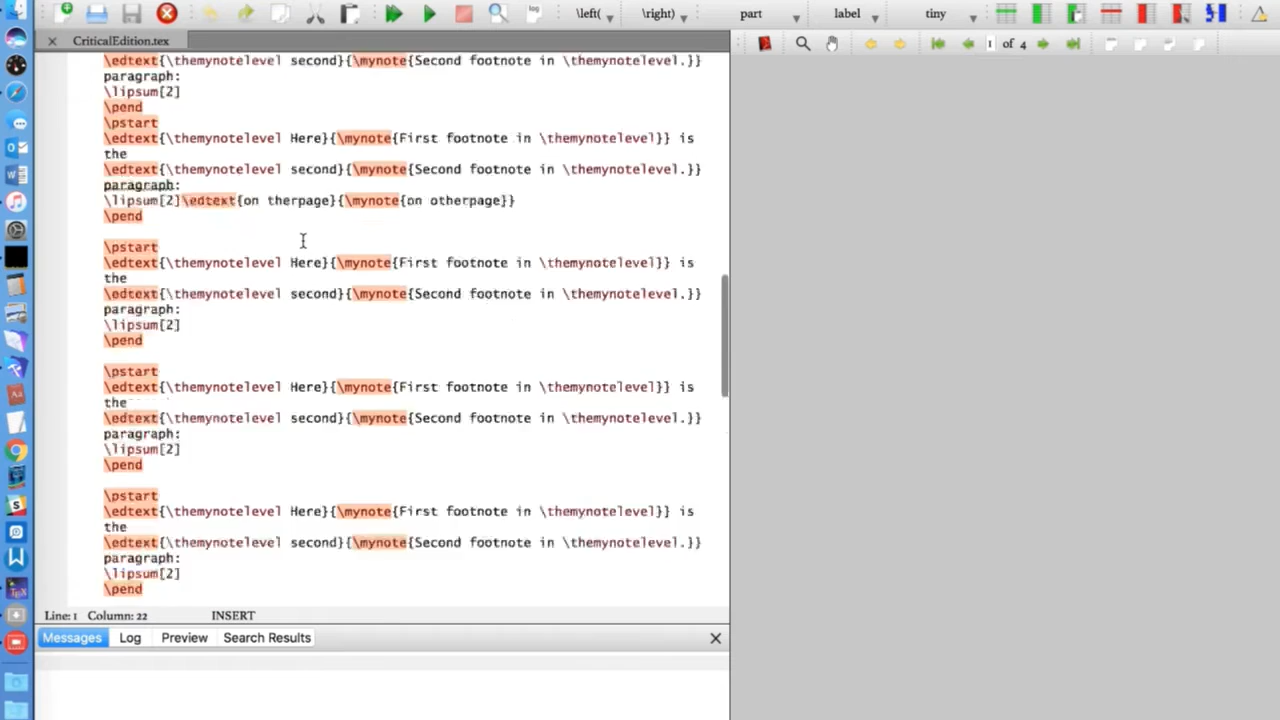 \left( \right) part label tiny
CriticalEdition.tex
1 of 4
\edtext{\themynotelevel second}{\mynote{Second footnote in \themynotelevel.}}
paragraph:
\lipsum[2]
\pend
\pstart
\edtext{\themynotelevel Here}{\mynote{First footnote in \themynotelevel}} is
the
\edtext{\themynotelevel second}{\mynote{Second footnote in \themynotelevel.}}
paragraph:
\lipsum[2]\edtext{on therpage}{\mynote{on otherpage}}
\pend
\pstart
\edtext{\themynotelevel Here}{\mynote{First footnote in \themynotelevel}} is
the
\edtext{\themynotelevel second}{\mynote{Second footnote in \themynotelevel.}}
paragraph:
\lipsum[2]
\pend
\pstart
\edtext{\themynotelevel Here}{\mynote{First footnote in \themynotelevel}} is
the
\edtext{\themynotelevel second}{\mynote{Second footnote in \themynotelevel.}}
paragraph:
\lipsum[2]
\pend
\pstart
\edtext{\themynotelevel Here}{\mynote{First footnote in \themynotelevel}} is
the
\edtext{\themynotelevel second}{\mynote{Second footnote in \themynotelevel.}}
paragraph:
\lipsum[2]
\pend
Line: 1 Column: 22 INSERT
Messages Log Preview Search Results